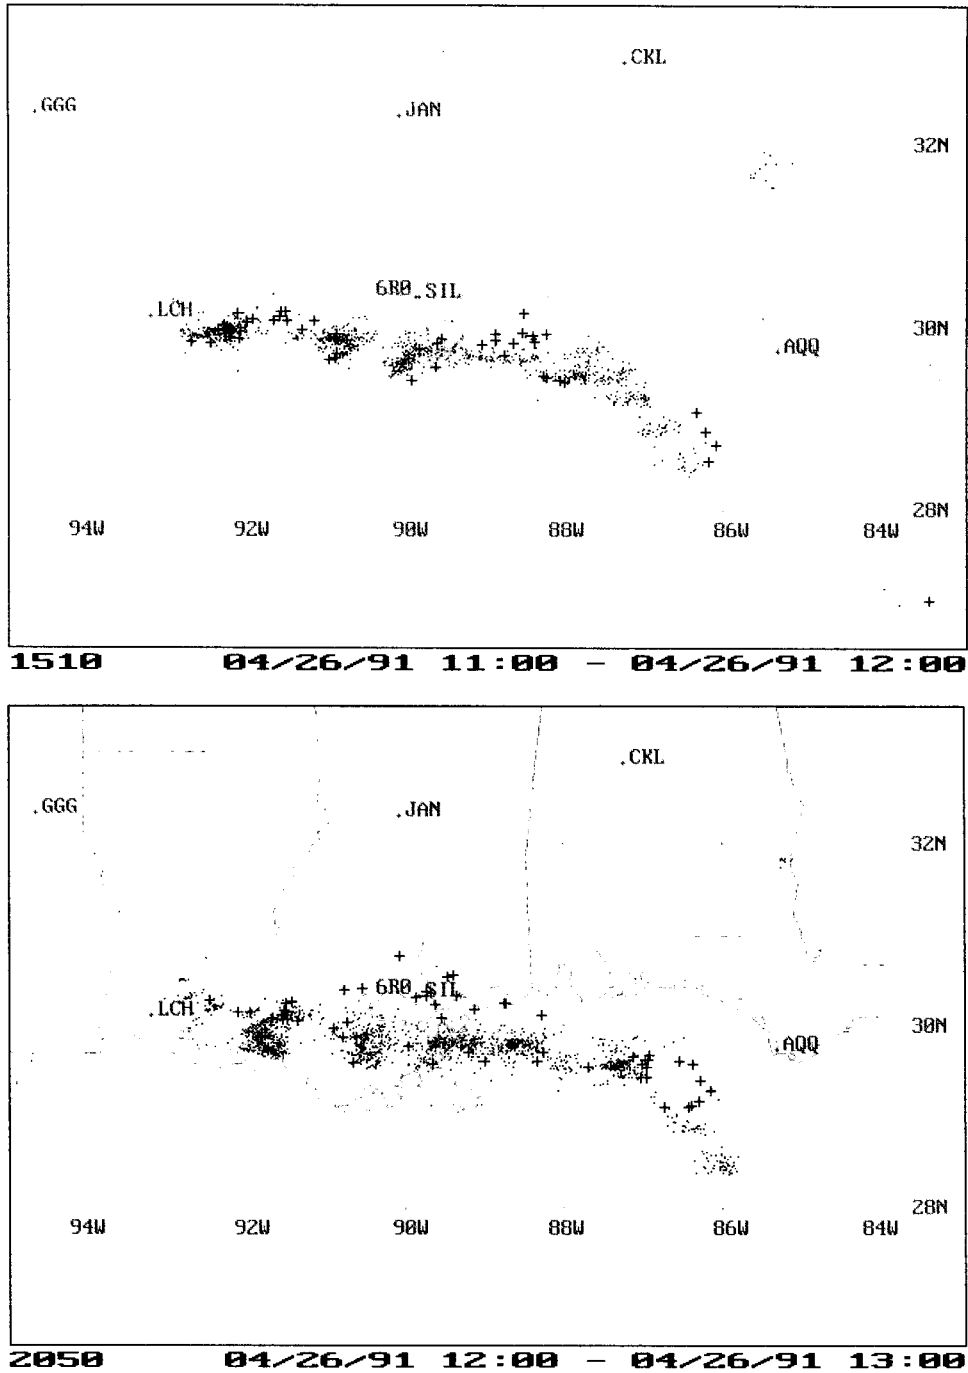 .CKL
.GGG
.JAN
32N
6R0 .SIL
.LCH
30N
.AQQ
28N
94W 92W 90W 88W 86W 84W
1510 04/26/91 11:00 - 04/26/91 12:00
.CKL
.GGG
.JAN
32N
6R0 .SIL
.LCH
30N
.AQQ
28N
94W 92W 90W 88W 86W 84W
2050 04/26/91 12:00 - 04/26/91 13:00